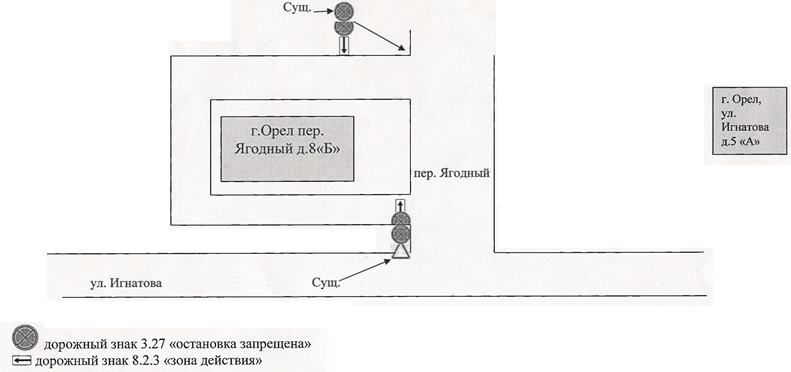 Сущ.
г.Орел пер.
Ягодный д.8«Б»
г. Орел,
ул.
Игнатова
д.5 «А»
пер. Ягодный
ул. Игнатова
Сущ.
дорожный знак 3.27 «остановка запрещена»
дорожный знак 8.2.3 «зона действия»